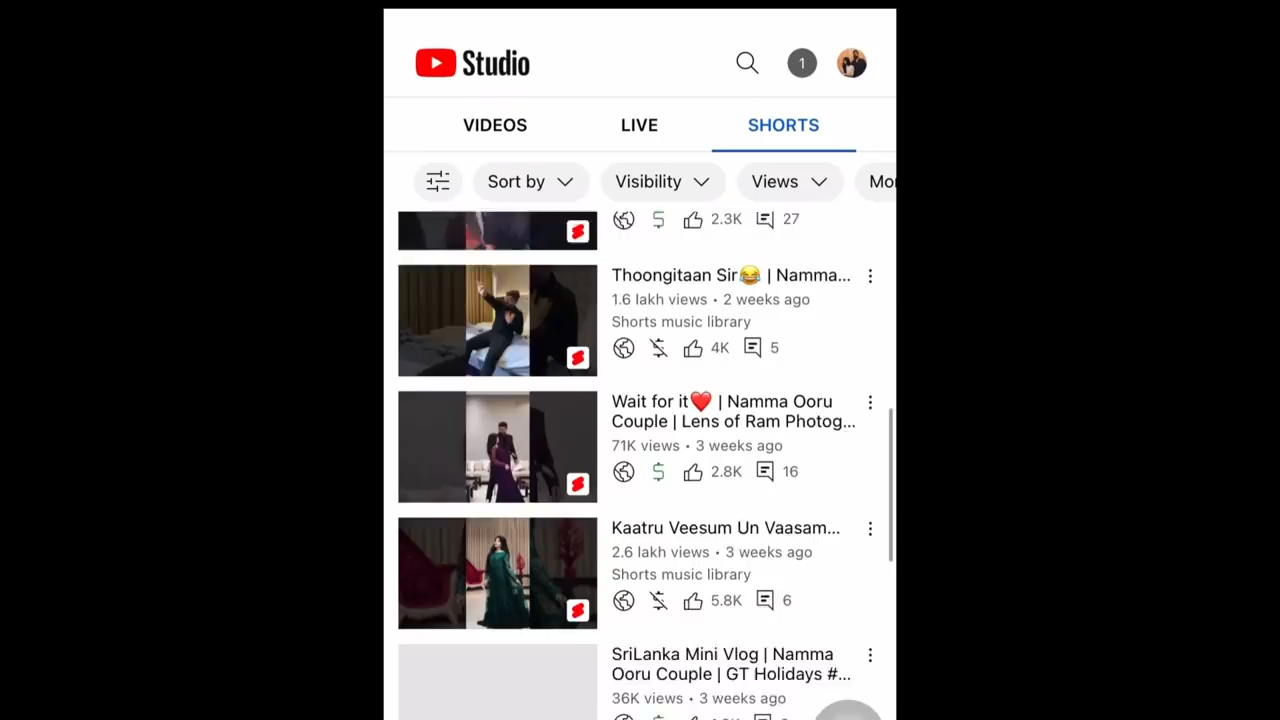 Studio
1
VIDEOS
LIVE
SHORTS
Sort by
Visibility
Views
Mor
2.3K
27
Thoongitaan Sir😂 | Namma...
1.6 lakh views • 2 weeks ago
Shorts music library
4K
5
Wait for it❤️ | Namma Ooru
Couple | Lens of Ram Photog...
71K views • 3 weeks ago
2.8K
16
Kaatru Veesum Un Vaasam...
2.6 lakh views • 3 weeks ago
Shorts music library
5.8K
6
SriLanka Mini Vlog | Namma
Ooru Couple | GT Holidays #...
36K views • 3 weeks ago